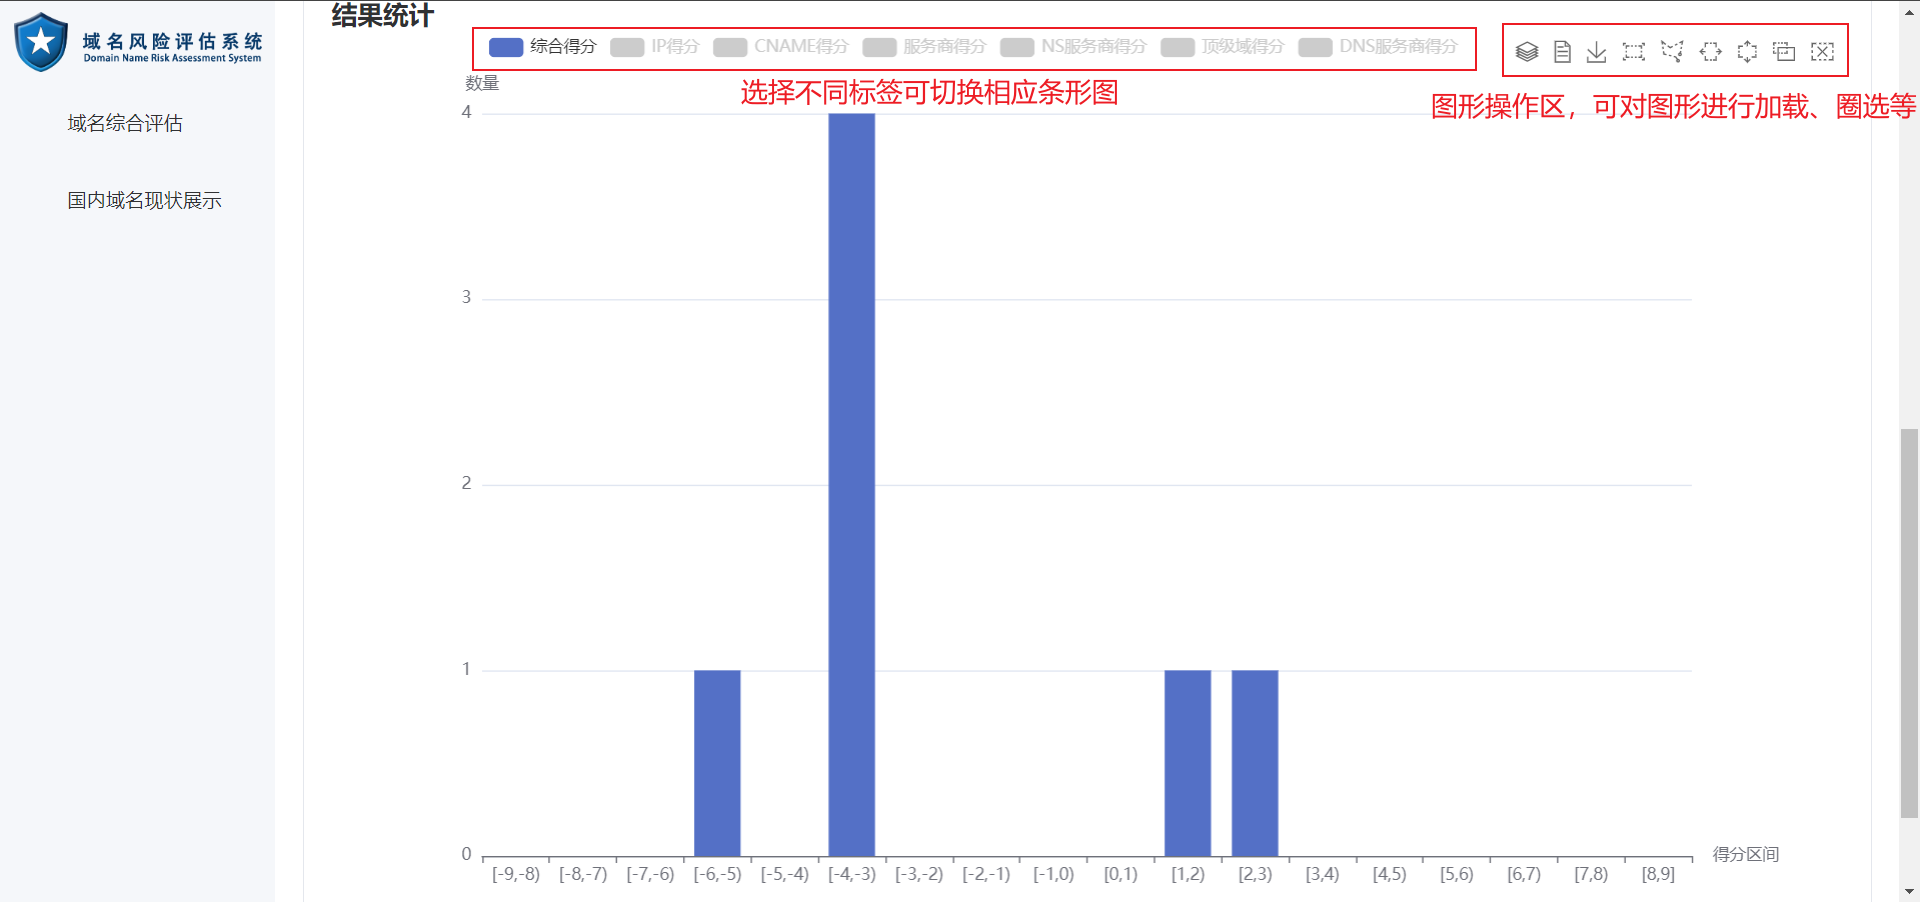 结果统计
域名风险评估系统
Domain Name Risk Assessment System
域名综合评估
国内域名现状展示
综合得分 IP得分 CNAME得分 服务商得分 NS服务商得分 顶级域得分 DNS服务商得分
选择不同标签可切换相应条形图
图形操作区，可对图形进行加载、圈选等
数量
4
3
2
1
0
[-9,-8) [-8,-7) [-7,-6) [-6,-5) [-5,-4) [-4,-3) [-3,-2) [-2,-1) [-1,0) [0,1) [1,2) [2,3) [3,4) [4,5) [5,6) [6,7) [7,8) [8,9]
得分区间